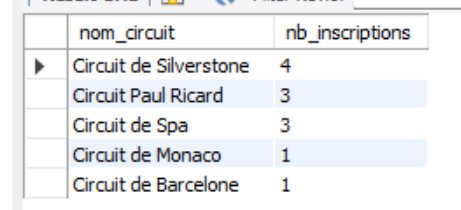 nom_circuit nb_inscriptions
Circuit de Silverstone 4
Circuit Paul Ricard 3
Circuit de Spa 3
Circuit de Monaco 1
Circuit de Barcelone 1